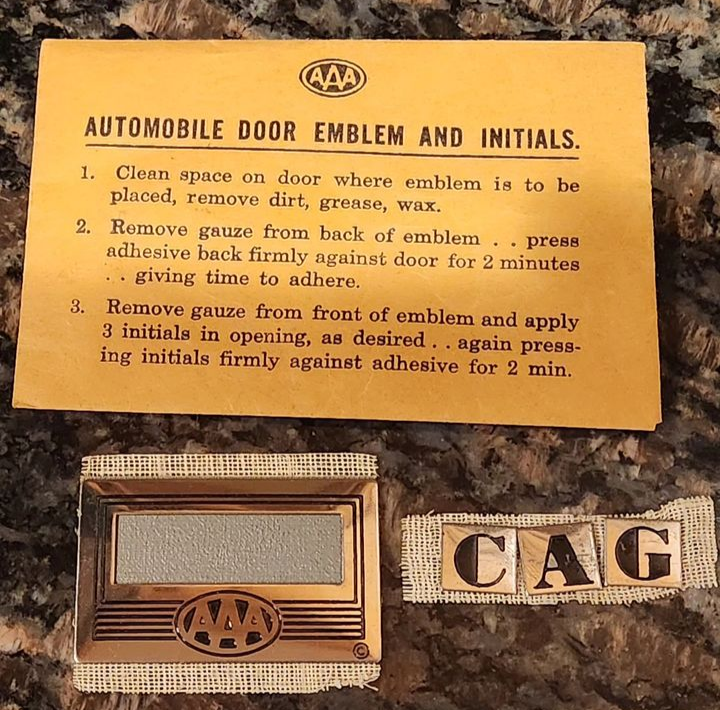 AAA
AUTOMOBILE DOOR EMBLEM AND INITIALS.
1. Clean space on door where emblem is to be
placed, remove dirt, grease, wax.
2. Remove gauze from back of emblem . . press
adhesive back firmly against door for 2 minutes
. . giving time to adhere.
3. Remove gauze from front of emblem and apply
3 initials in opening, as desired . . again press-
ing initials firmly against adhesive for 2 min.
C A G
AAA
©